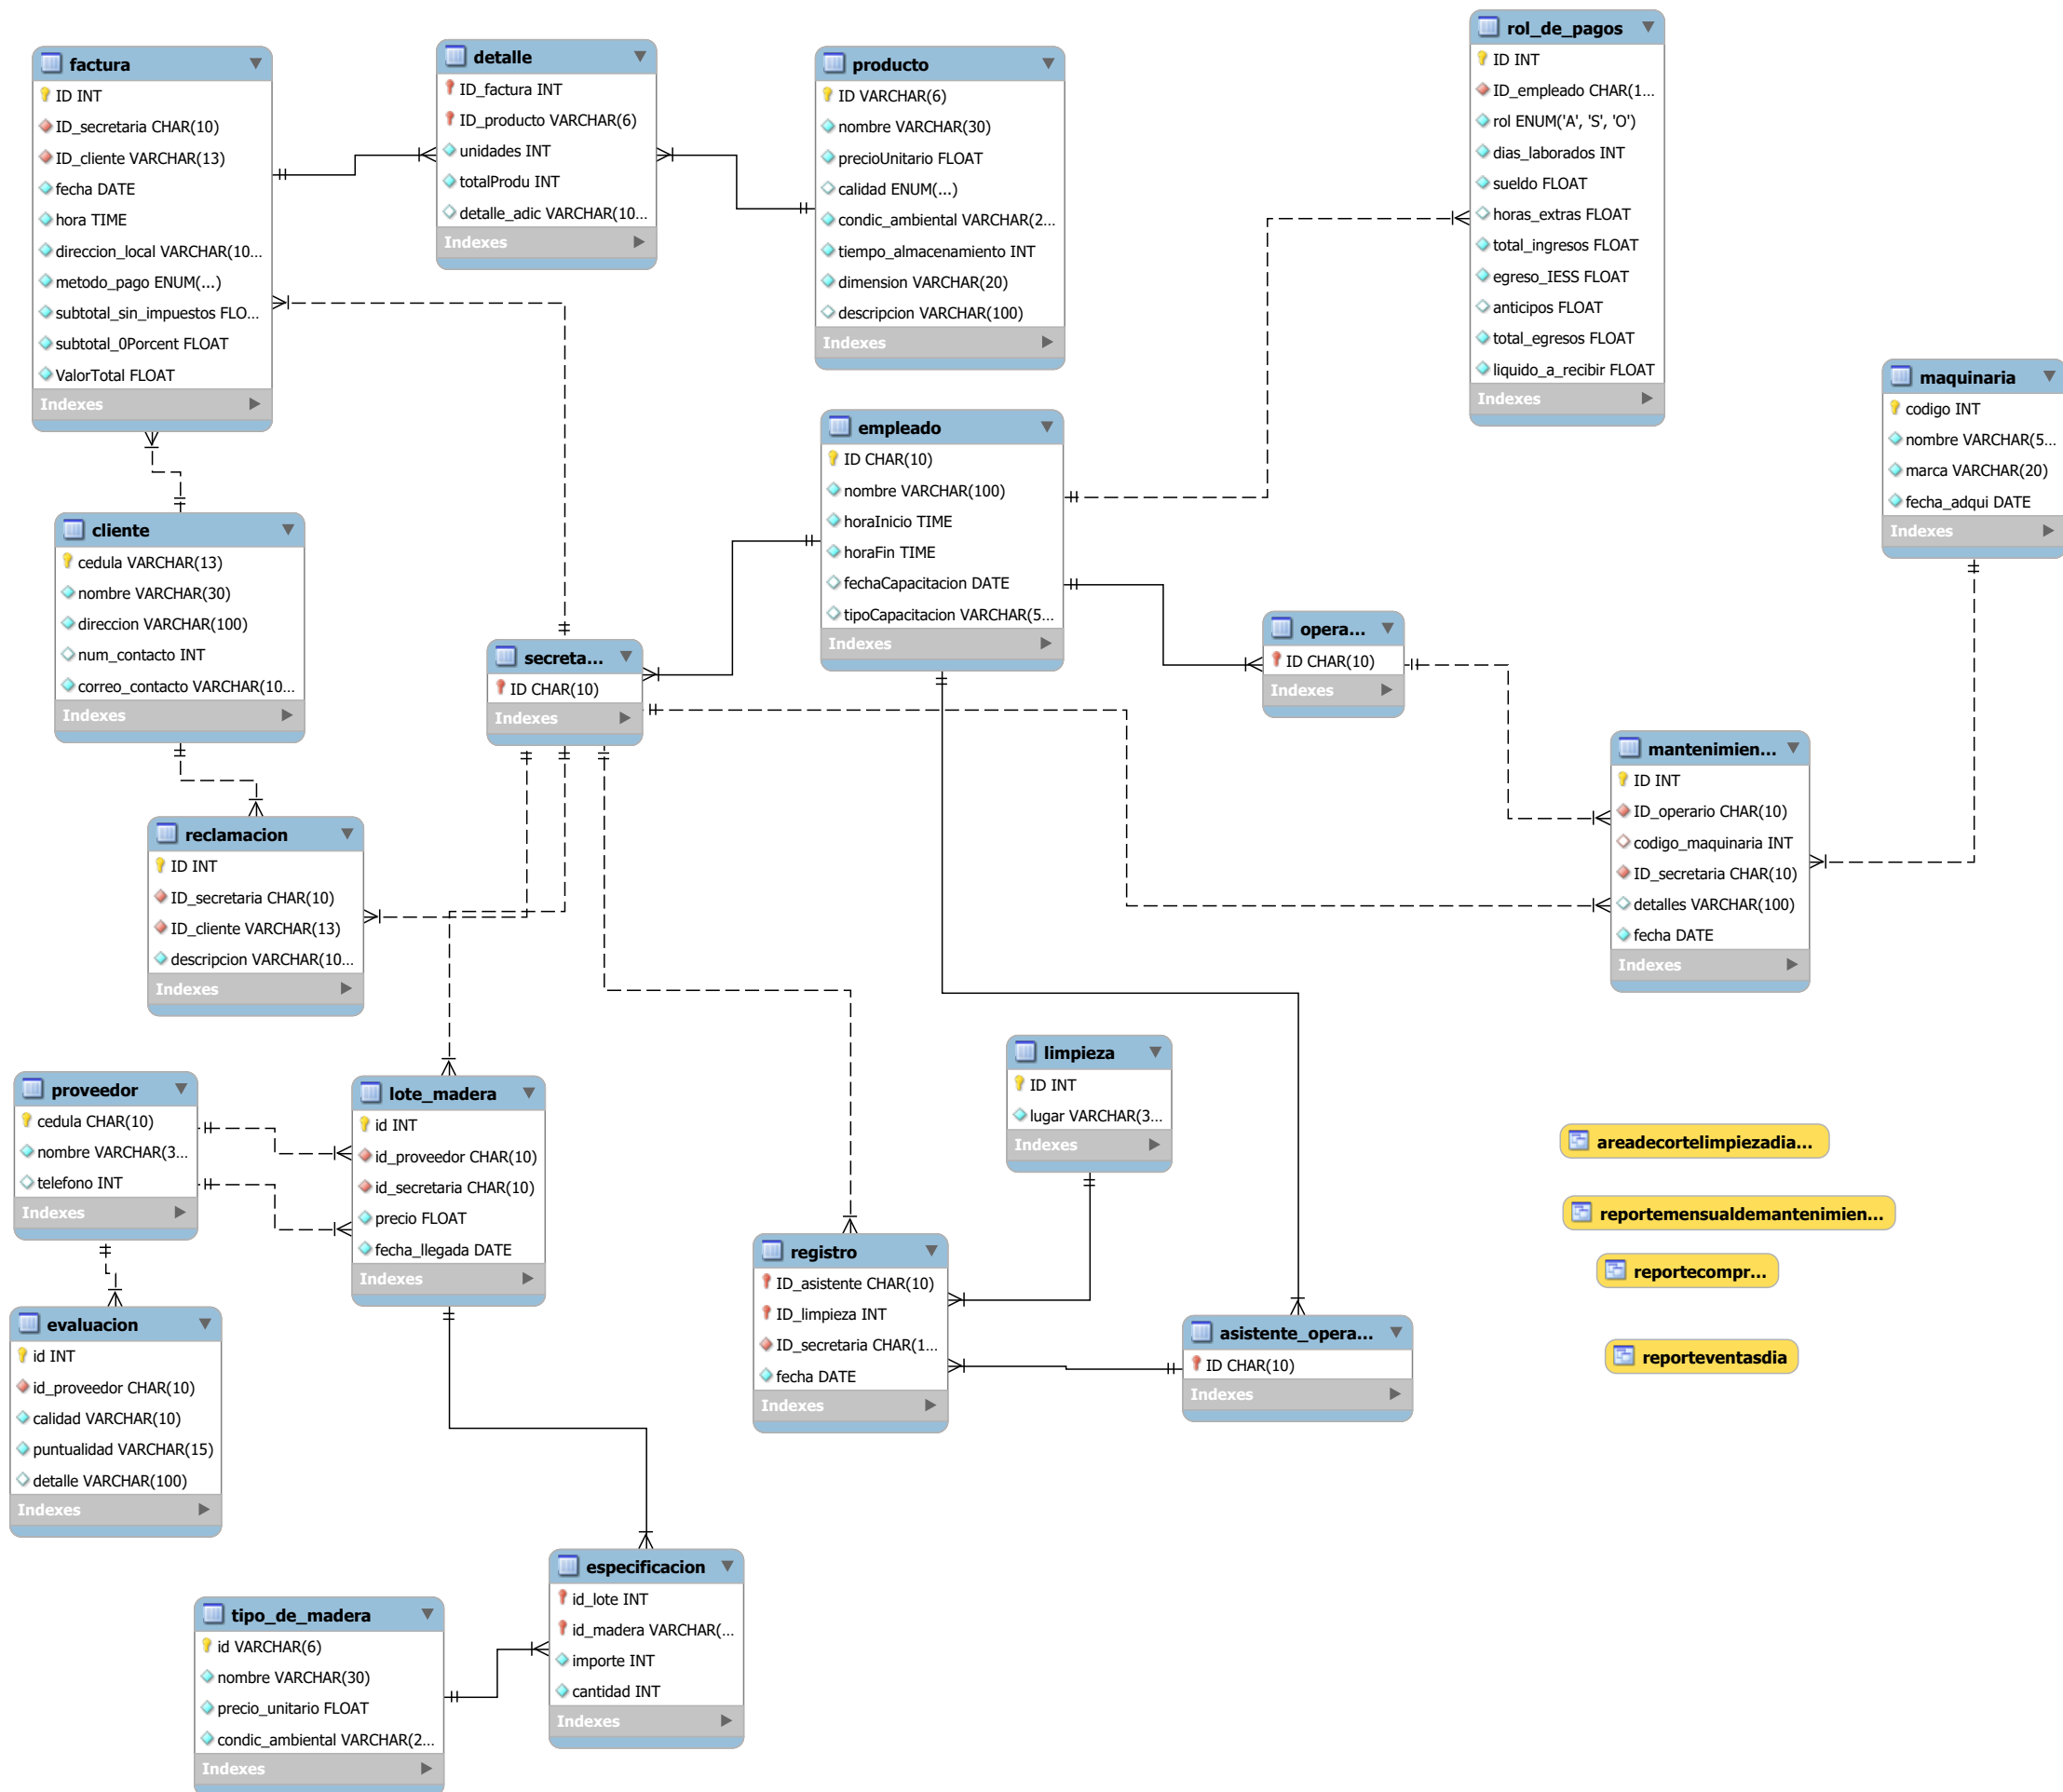 factura
ID INT
ID_secretaria CHAR(10)
ID_cliente VARCHAR(13)
fecha DATE
hora TIME
direccion_local VARCHAR(10...
metodo_pago ENUM(...)
subtotal_sin_impuestos FLO...
subtotal_0Porcent FLOAT
ValorTotal FLOAT
Indexes
detalle
ID_factura INT
ID_producto VARCHAR(6)
unidades INT
totalProdu INT
detalle_adic VARCHAR(10...
Indexes
producto
ID VARCHAR(6)
nombre VARCHAR(30)
precioUnitario FLOAT
calidad ENUM(...)
condic_ambiental VARCHAR(2...
tiempo_almacenamiento INT
dimension VARCHAR(20)
descripcion VARCHAR(100)
Indexes
rol_de_pagos
ID INT
ID_empleado CHAR(1...
rol ENUM('A', 'S', 'O')
dias_laborados INT
sueldo FLOAT
horas_extras FLOAT
total_ingresos FLOAT
egreso_IESS FLOAT
anticipos FLOAT
total_egresos FLOAT
liquido_a_recibir FLOAT
Indexes
maquinaria
codigo INT
nombre VARCHAR(5...
marca VARCHAR(20)
fecha_adqui DATE
Indexes
empleado
ID CHAR(10)
nombre VARCHAR(100)
horaInicio TIME
horaFin TIME
fechaCapacitacion DATE
tipoCapacitacion VARCHAR(5...
Indexes
cliente
cedula VARCHAR(13)
nombre VARCHAR(30)
direccion VARCHAR(100)
num_contacto INT
correo_contacto VARCHAR(10...
Indexes
secreta...
ID CHAR(10)
Indexes
opera...
ID CHAR(10)
Indexes
mantenimien...
ID INT
ID_operario CHAR(10)
codigo_maquinaria INT
ID_secretaria CHAR(10)
detalles VARCHAR(100)
fecha DATE
Indexes
reclamacion
ID INT
ID_secretaria CHAR(10)
ID_cliente VARCHAR(13)
descripcion VARCHAR(10...
Indexes
limpieza
ID INT
lugar VARCHAR(3...
Indexes
proveedor
cedula CHAR(10)
nombre VARCHAR(3...
telefono INT
Indexes
lote_madera
id INT
id_proveedor CHAR(10)
id_secretaria CHAR(10)
precio FLOAT
fecha_llegada DATE
Indexes
areadecortelimpiezadia...
reportemensualdemantenimien...
reportecompr...
reporteventasdia
registro
ID_asistente CHAR(10)
ID_limpieza INT
ID_secretaria CHAR(1...
fecha DATE
Indexes
asistente_opera...
ID CHAR(10)
Indexes
evaluacion
id INT
id_proveedor CHAR(10)
calidad VARCHAR(10)
puntualidad VARCHAR(15)
detalle VARCHAR(100)
Indexes
especificacion
id_lote INT
id_madera VARCHAR(...
importe INT
cantidad INT
Indexes
tipo_de_madera
id VARCHAR(6)
nombre VARCHAR(30)
precio_unitario FLOAT
condic_ambiental VARCHAR(2...
Indexes